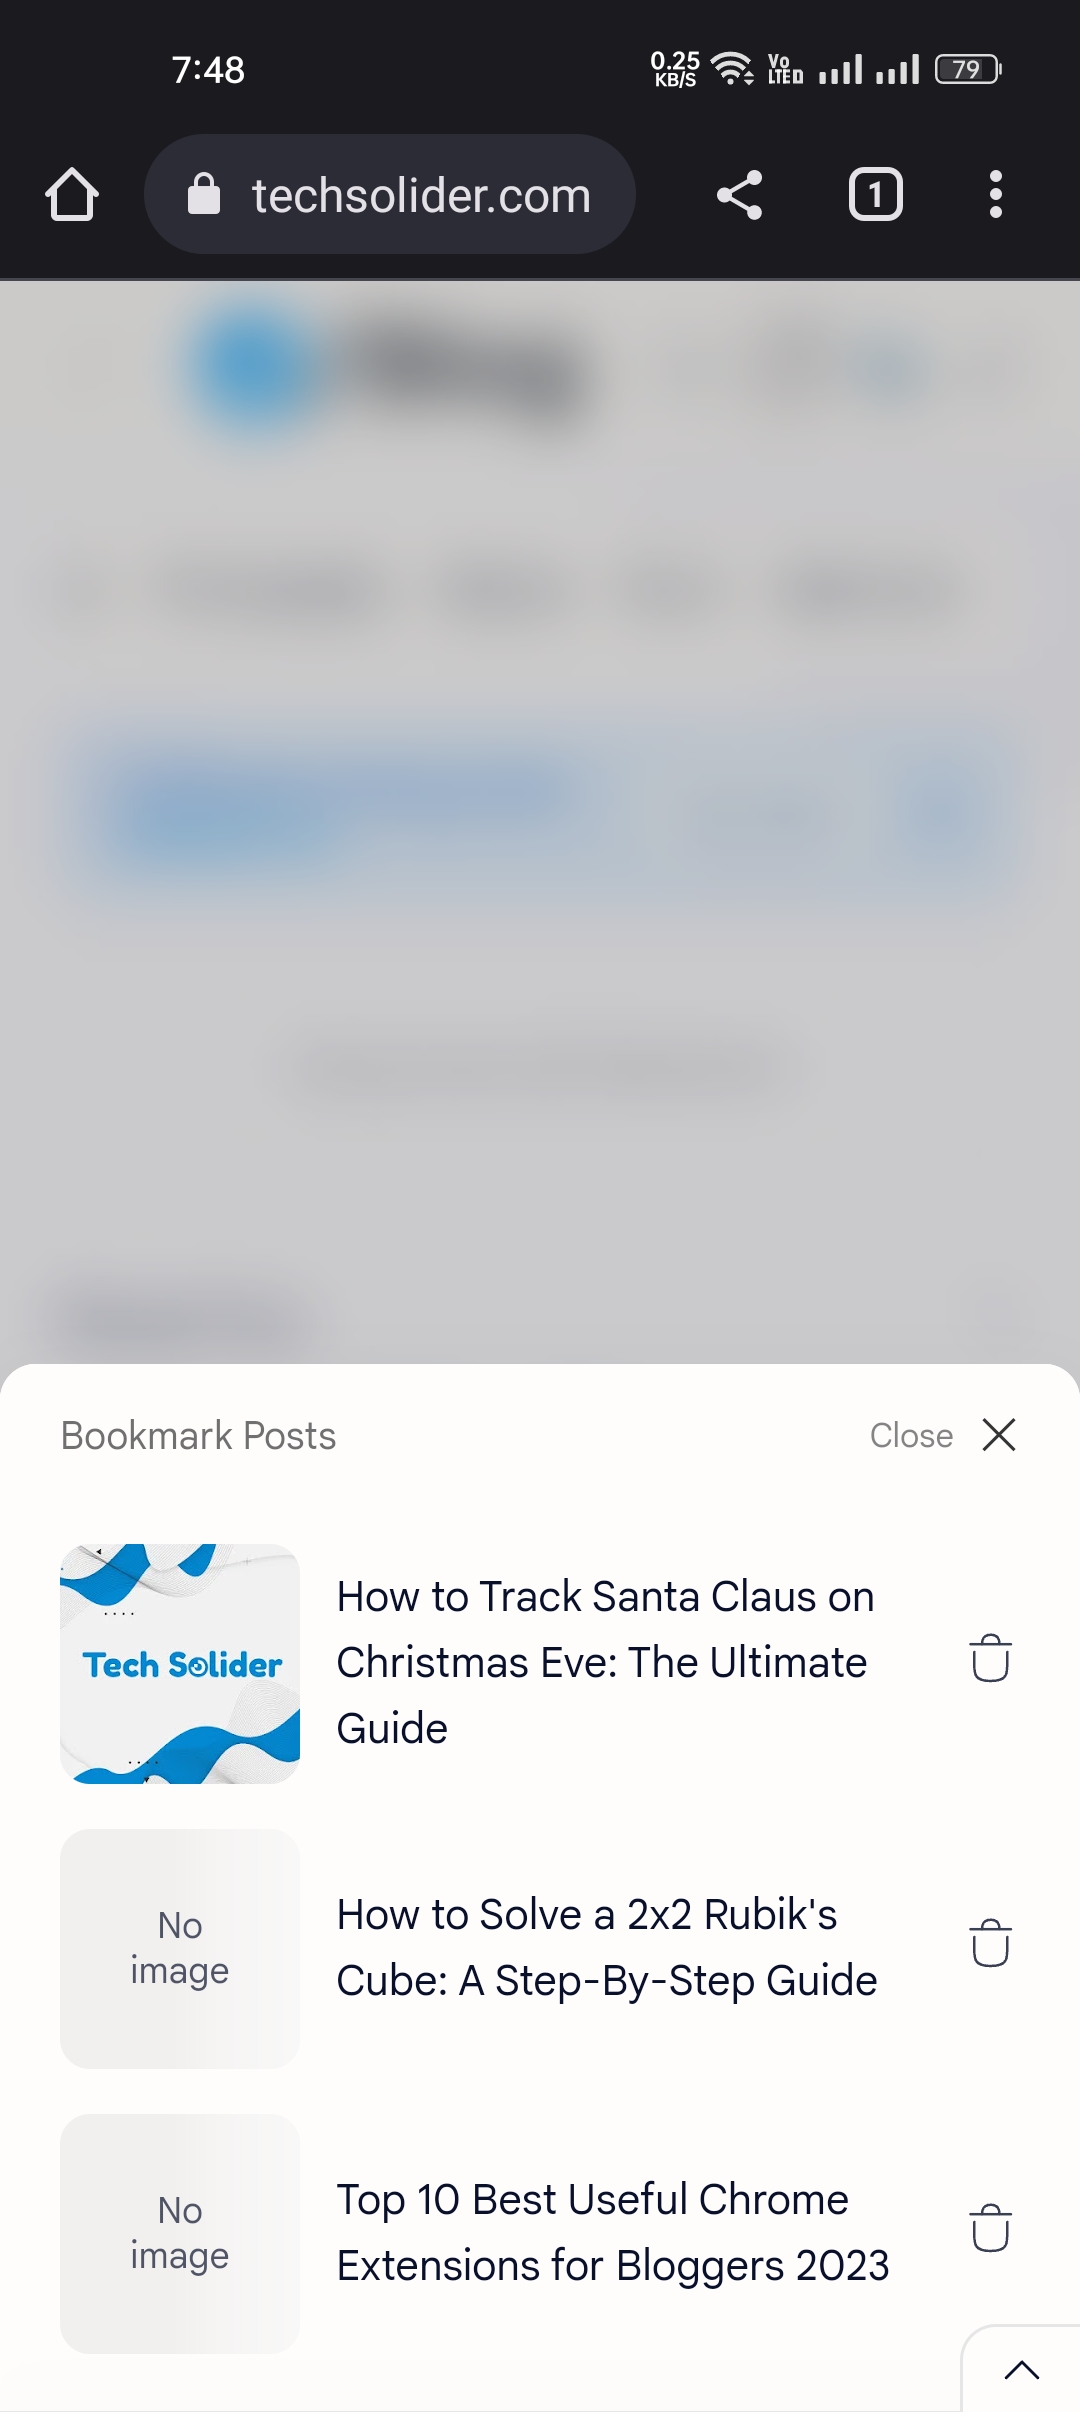 7:48
0.25
KB/S
Vo
LTE
79
techsolider.com
1
Bookmark Posts
Close
Tech Solider
How to Track Santa Claus on
Christmas Eve: The Ultimate
Guide
No
image
How to Solve a 2x2 Rubik's
Cube: A Step-By-Step Guide
No
image
Top 10 Best Useful Chrome
Extensions for Bloggers 2023